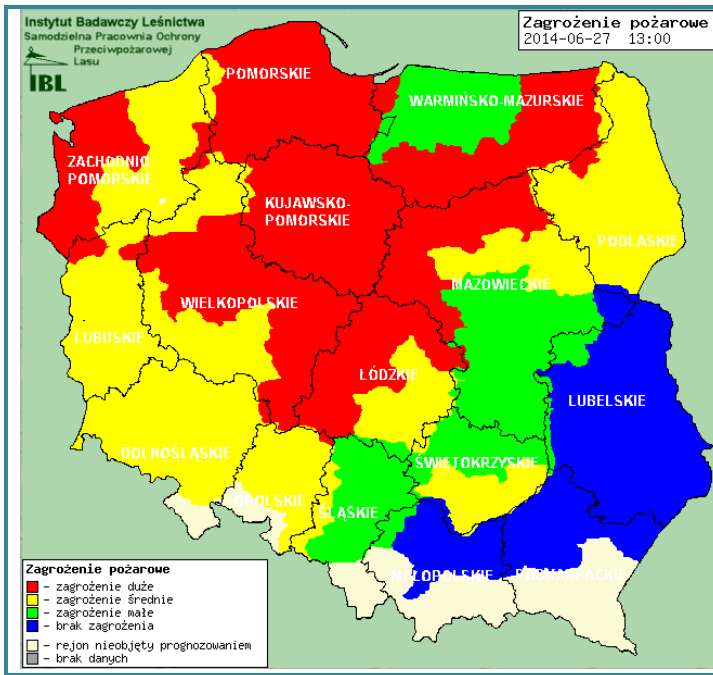 Instytut Badawczy Leśnictwa
Samodzielna Pracownia Ochrony
Przeciwpożarowej
Lasu
IBL
Zagrożenie pożarowe
2014-06-27 13:00
POMORSKIE
WARMIŃSKO-MAZURSKIE
ZACHODNIO-
POMORSKIE
KUJAWSKO-
POMORSKIE
PODLASKIE
MAZOWIECKIE
WIELKOPOLSKIE
LUBUSKIE
ŁÓDZKIE
LUBELSKIE
DOLNOŚLĄSKIE
ŚWIĘTOKRZYSKIE
OPOLSKIE
ŚLĄSKIE
MAŁOPOLSKIE
PODKARPACKIE
Zagrożenie pożarowe
- zagrożenie duże
- zagrożenie średnie
- zagrożenie małe
- brak zagrożenia
- rejon nieobjęty prognozowaniem
- brak danych